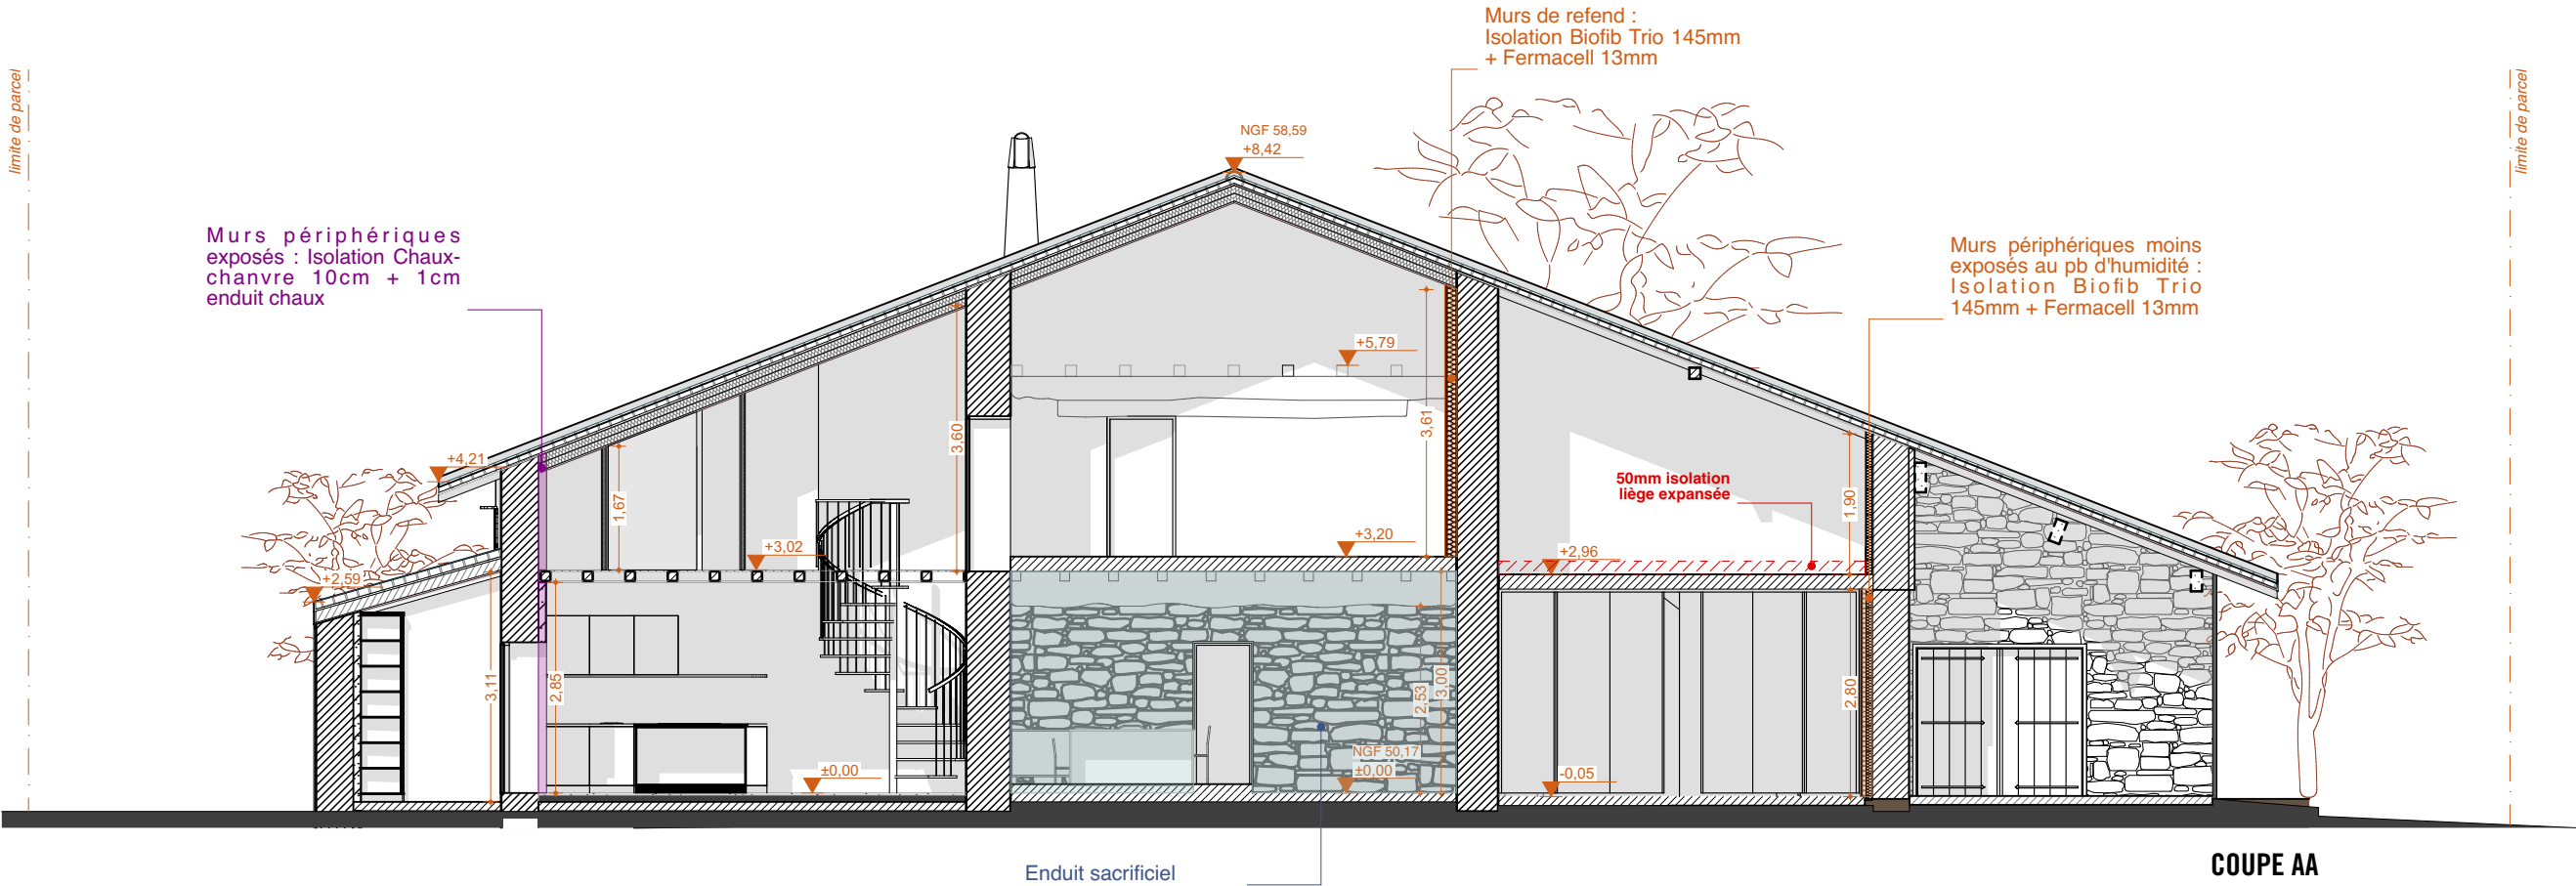 Murs de refend :
Isolation Biofib Trio 145mm
+ Fermacell 13mm
limite de parcel
limite de parcel
NGF 58,59
+8,42
Murs périphériques
exposés : Isolation Chaux-
chanvre 10cm + 1cm
enduit chaux
Murs périphériques moins
exposés au pb d'humidité :
Isolation Biofib Trio
145mm + Fermacell 13mm
+5,79
+4,21
3,60
3,61
1,67
50mm isolation
liège expansée
1,90
+3,02
+3,20
+2,96
+2,59
3,11
2,85
2,53
3,00
2,80
NGF 50,17
±0,00
±0,00
-0,05
Enduit sacrificiel
COUPE AA